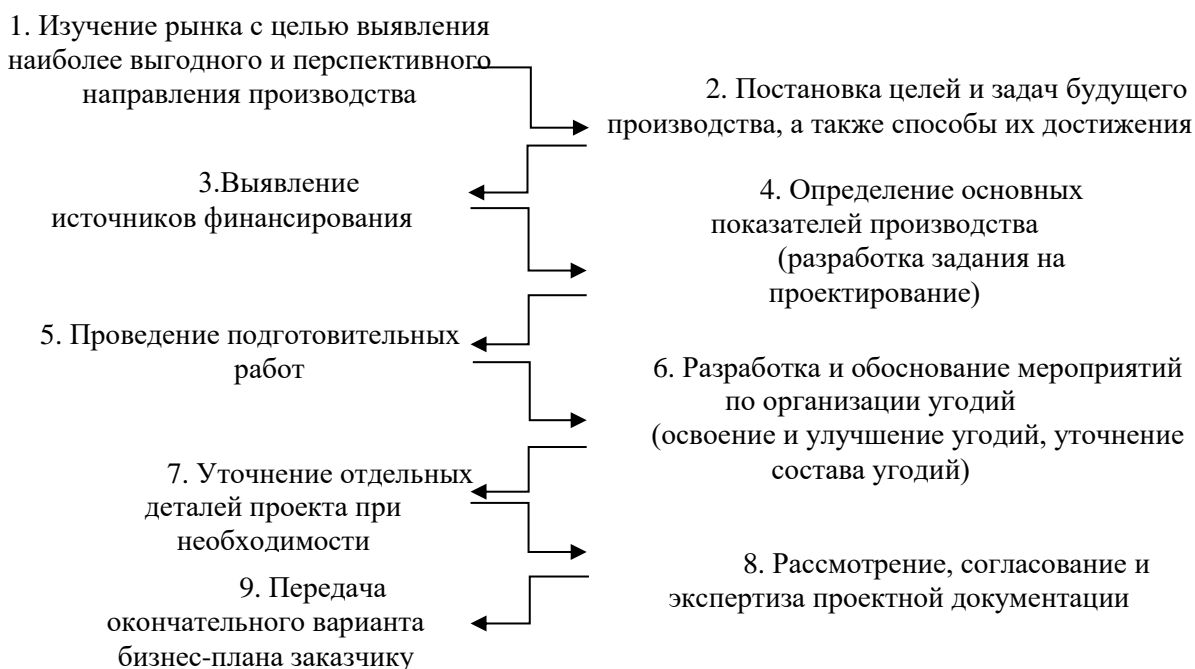 1. Изучение рынка с целью выявления
наиболее выгодного и перспективного
направления производства
2. Постановка целей и задач будущего
производства, а также способы их достижения
3.Выявление
источников финансирования
4. Определение основных
показателей производства
(разработка задания на
проектирование)
5. Проведение подготовительных
работ
6. Разработка и обоснование мероприятий
по организации угодий
(освоение и улучшение угодий, уточнение
состава угодий)
7. Уточнение отдельных
деталей проекта при
необходимости
8. Рассмотрение, согласование и
экспертиза проектной документации
9. Передача
окончательного варианта
бизнес-плана заказчику